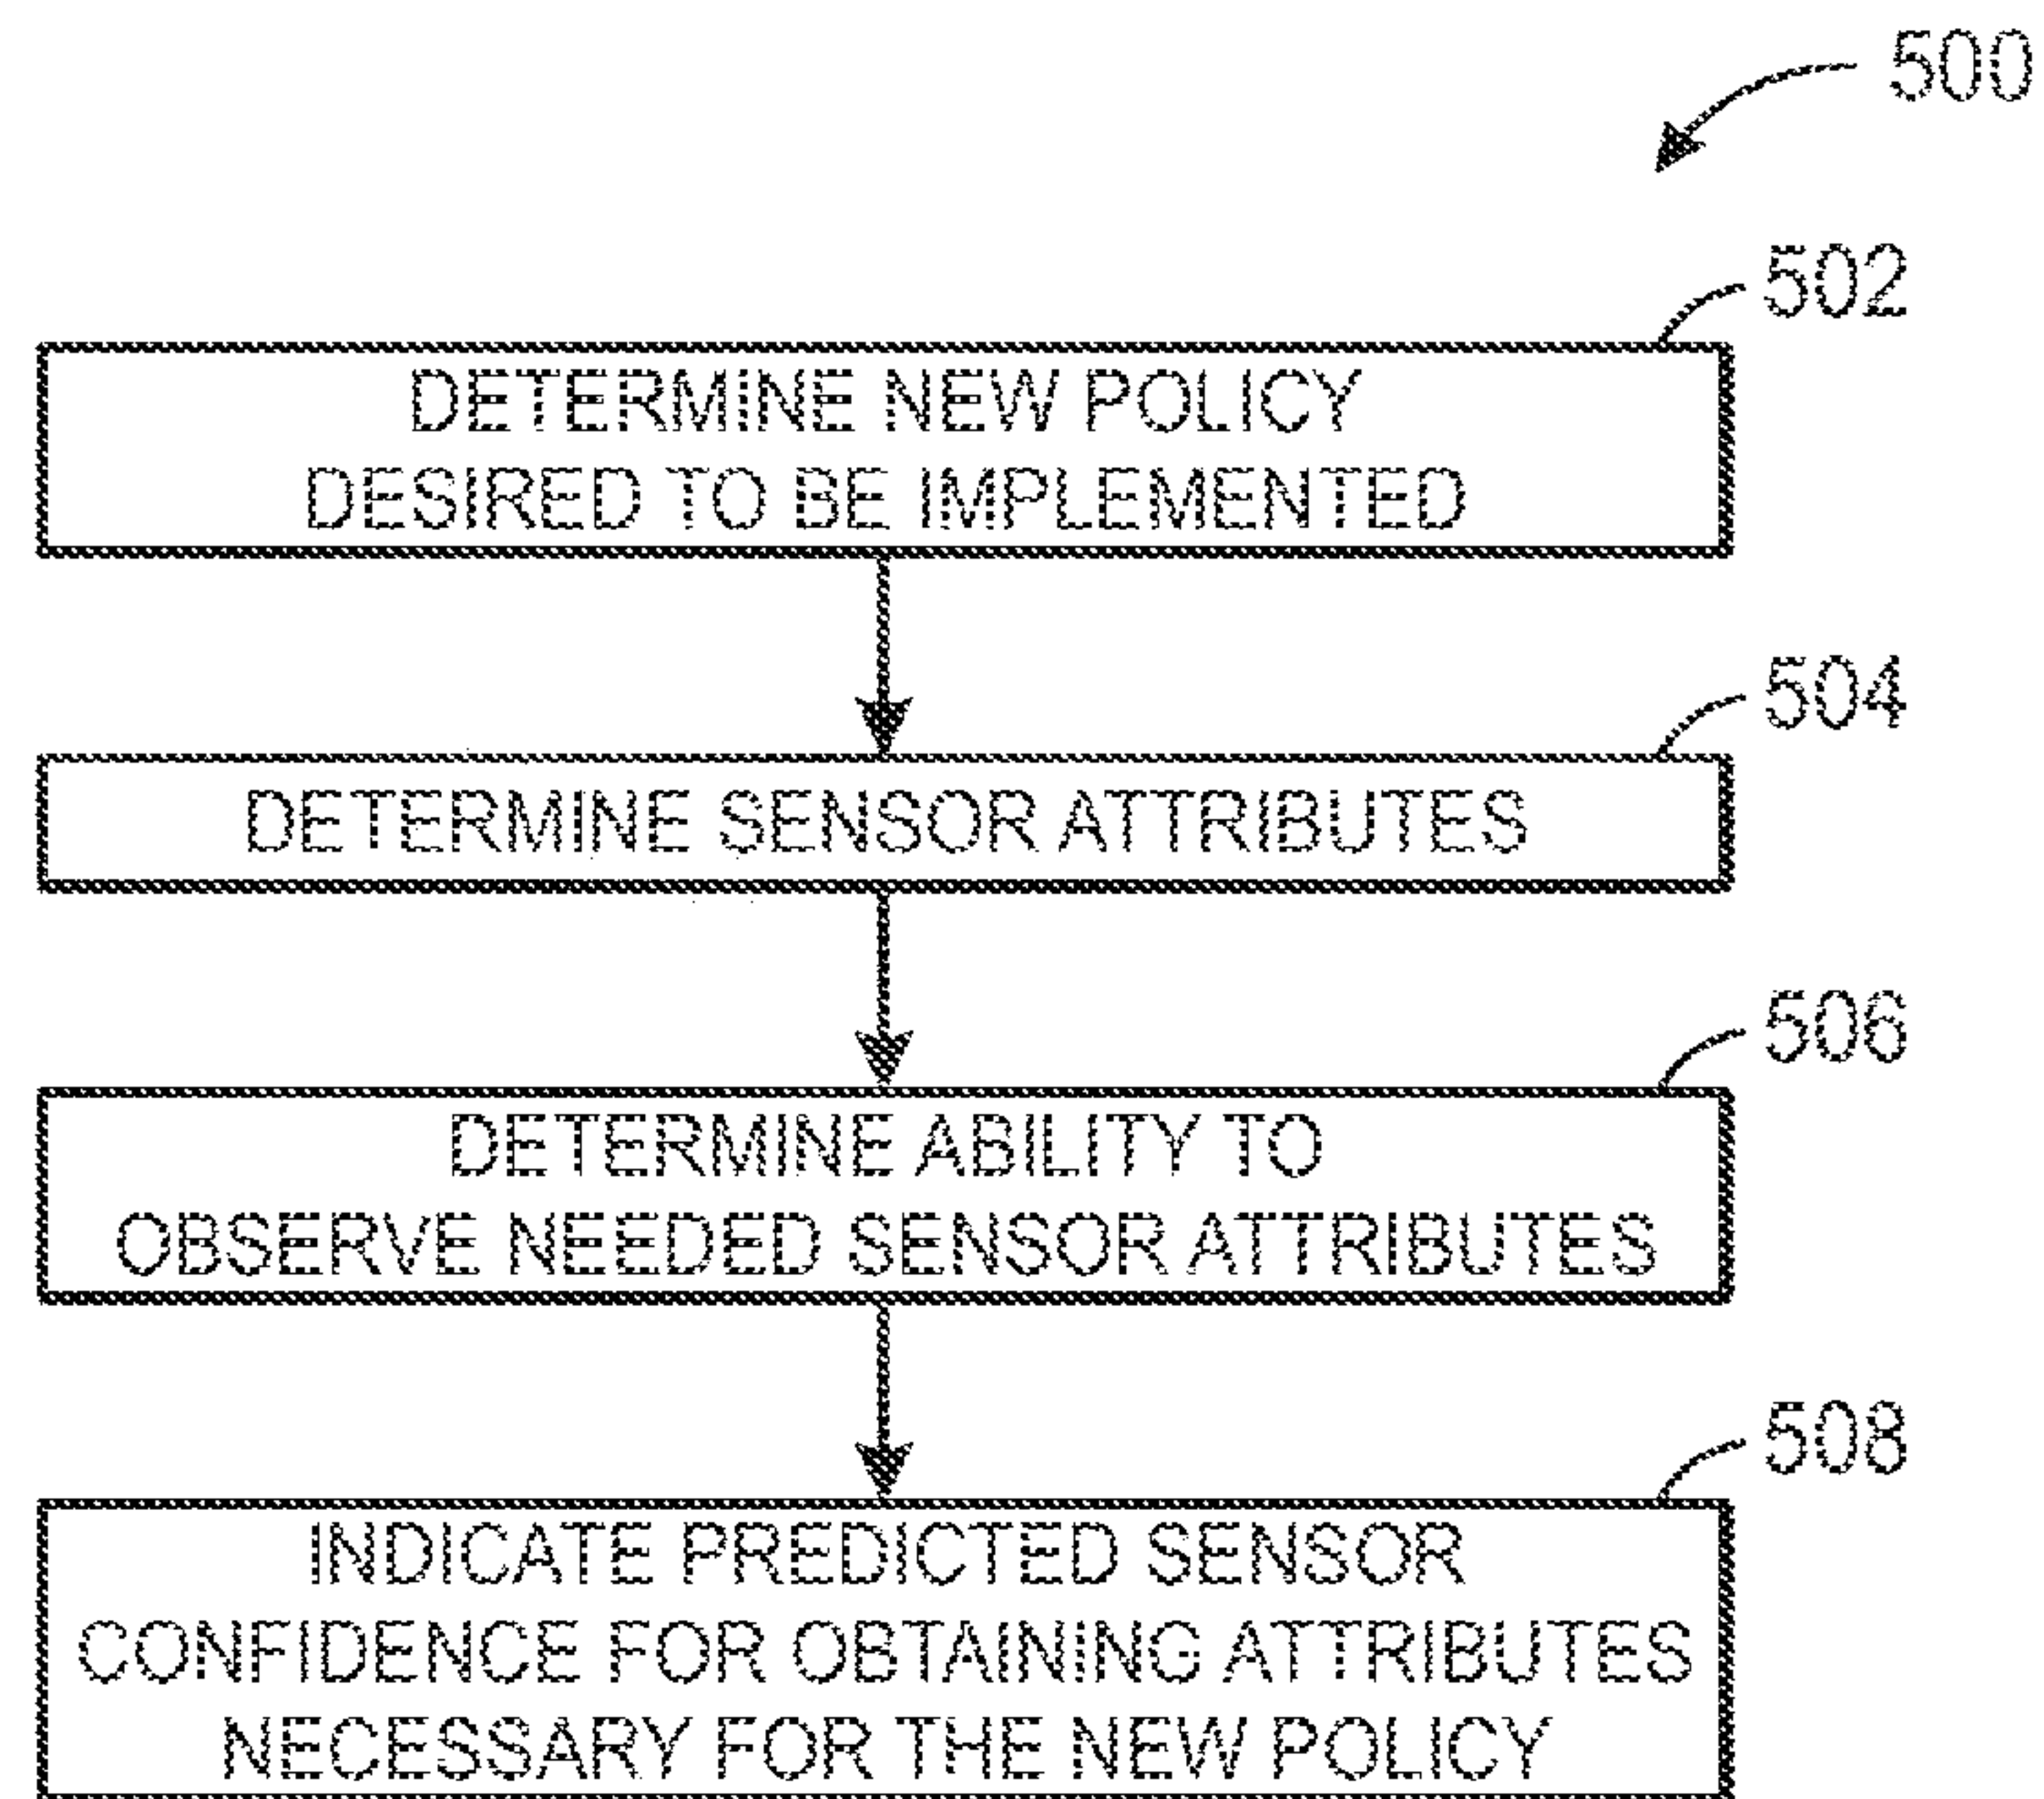 500
502
DETERMINE NEW POLICY
DESIRED TO BE IMPLEMENTED
504
DETERMINE SENSOR ATTRIBUTES
506
DETERMINE ABILITY TO
OBSERVE NEEDED SENSOR ATTRIBUTES
508
INDICATE PREDICTED SENSOR
CONFIDENCE FOR OBTAINING ATTRIBUTES
NECESSARY FOR THE NEW POLICY